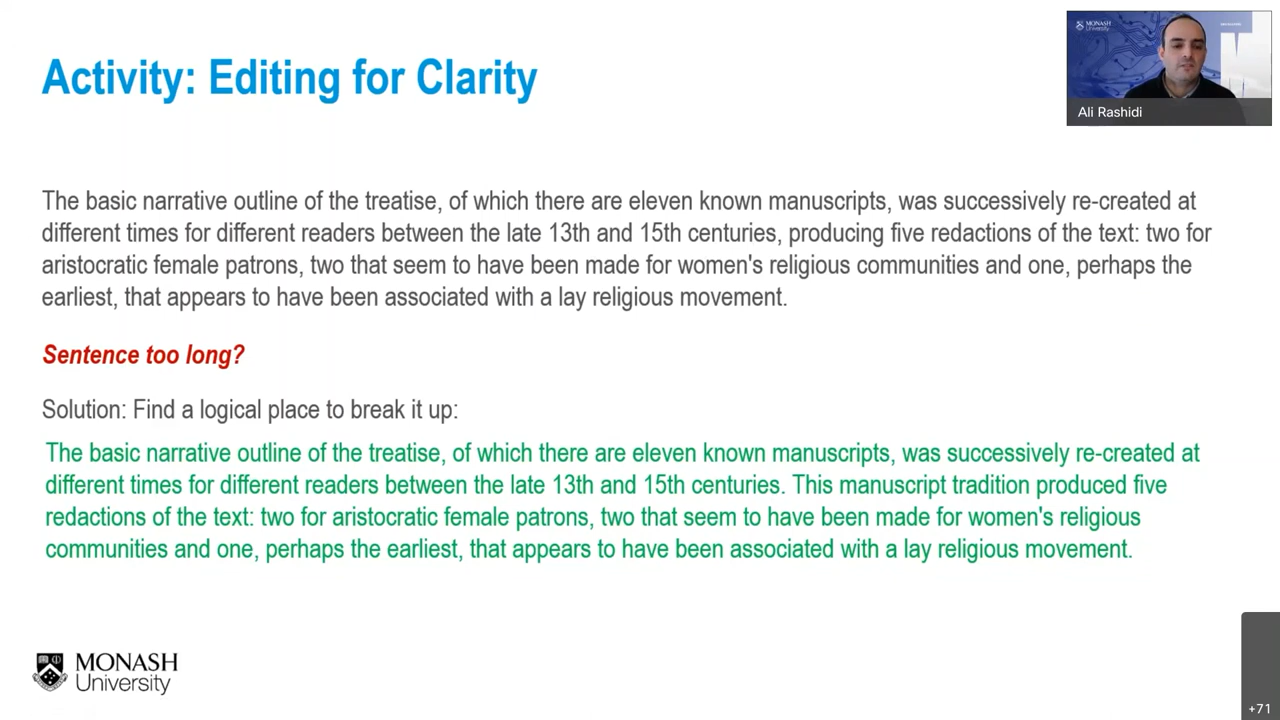 Activity: Editing for Clarity
MONASH
University
Ali Rashidi
The basic narrative outline of the treatise, of which there are eleven known manuscripts, was successively re-created at
different times for different readers between the late 13th and 15th centuries, producing five redactions of the text: two for
aristocratic female patrons, two that seem to have been made for women's religious communities and one, perhaps the
earliest, that appears to have been associated with a lay religious movement.
Sentence too long?
Solution: Find a logical place to break it up:
The basic narrative outline of the treatise, of which there are eleven known manuscripts, was successively re-created at
different times for different readers between the late 13th and 15th centuries. This manuscript tradition produced five
redactions of the text: two for aristocratic female patrons, two that seem to have been made for women's religious
communities and one, perhaps the earliest, that appears to have been associated with a lay religious movement.
MONASH
University
+71